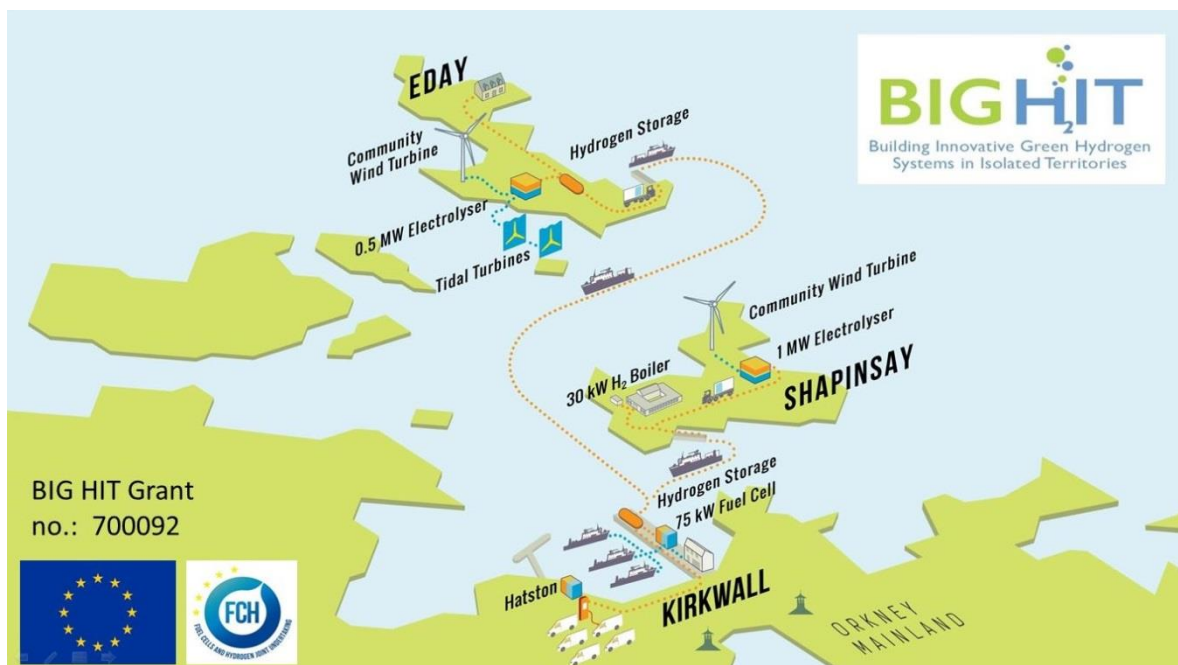 EDAY
Community
Wind Turbine
Hydrogen Storage
0.5 MW Electrolyser
Tidal Turbines
BIG H2IT
Building Innovative Green Hydrogen
Systems in Isolated Territories
Community Wind Turbine
1 MW Electrolyser
30 kW H₂ Boiler
SHAPINSAY
Hydrogen Storage
75 kW Fuel Cell
Hatston
KIRKWALL
ORKNEY
MAINLAND
BIG HIT Grant
no.: 700092
FCH
FUEL CELLS AND HYDROGEN JOINT UNDERTAKING